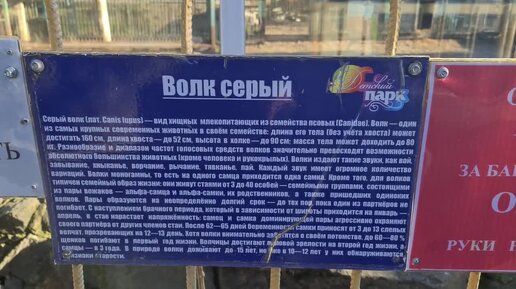 Волк серый
Детский
ПАРК
Серый волк (лат. Canis lupus) — вид хищных млекопитающих из семейства псовых (Canidae). Волк — один
из самых крупных современных животных в своём семействе: длина его тела (без учёта хвоста) может
достигать 160 см, длина хвоста — до 52 см, высота в холке — до 90 см; масса тела может доходить до 80
кг. Разнообразие и диапазон частот голосовых средств волков значительно превосходят возможности
абсолютного большинства животных (кроме человека и рукокрылых). Волки издают такие звуки, как вой,
завывание, хныканье, ворчание, рычание, тявканье, лай. Каждый звук имеет огромное количество
вариаций. Волки моногамны, то есть на одного самца приходится одна самка. Кроме того, для волков
типичен семейный образ жизни: они живут стаями от 3 до 40 особей — семейными группами, состоящими
из пары вожаков — альфа-самца и альфа-самки, их родственников, а также пришедших одиноких
волков. Пары образуются на неопределённо долгий срок — до тех пор пока один из партнёров не
погибает. С наступлением брачного периода, который в зависимости от широты приходится на январь —
апрель, в стае нарастает напряжённость: самец и самка доминирующей пары агрессивно охраняют
своего партнёра от других членов стаи. После 62—65 дней беременности самки приносят от 3 до 13 слепых
волчат, прозревающих на 12—13 день. Хотя волки внимательно заботятся о своём потомстве, до 60—80 %
щенков погибают в первый год жизни. Волчицы достигают половой зрелости на второй год жизни, а
самцы — в 3 года. В природе волки доживают до 15 лет, но уже в 10—12 лет у них обнаруживаются
признаки старости.
ТЬ
О
ЗА БА
О
РУКИ